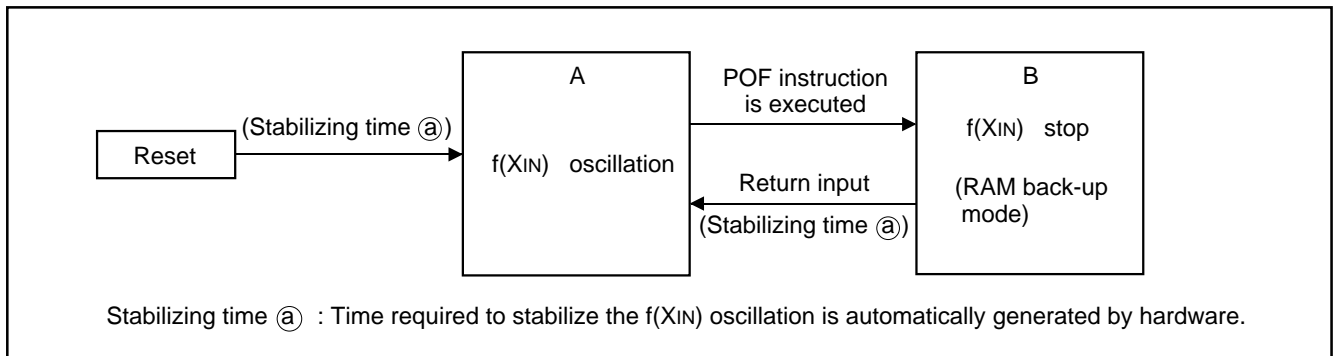 Reset
(Stabilizing time ⓐ)
A
f(XIN) oscillation
POF instruction
is executed
Return input
(Stabilizing time ⓐ)
B
f(XIN) stop
(RAM back-up
mode)
Stabilizing time ⓐ : Time required to stabilize the f(XIN) oscillation is automatically generated by hardware.